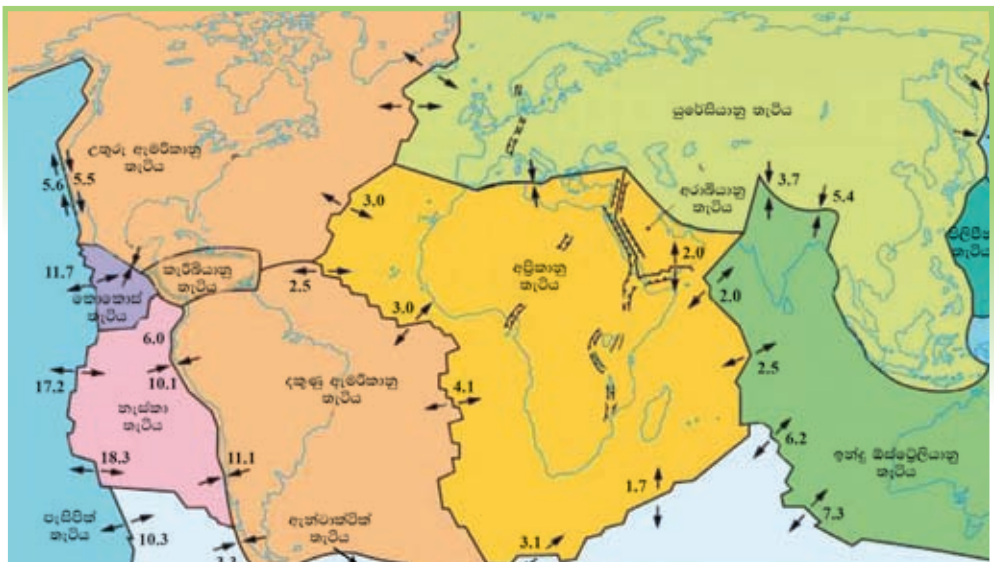 යුරේසියානු තැටිය
උතුරු ඇමරිකානු
තැටිය
3.7
5.4
5.6
5.5
අරාබියානු
තැටිය
පිලිපීන
තැටිය
3.0
11.7
කොකොස්
තැටිය
කැරීබියානු
තැටිය
2.5
අප්‍රිකානු
තැටිය
2.0
2.0
3.0
6.0
10.1
17.2
නැස්කා
තැටිය
දකුණු ඇමරිකානු
තැටිය
4.1
2.5
6.2
18.3
11.1
ඉන්දු ඕස්ට්‍රේලියානු
තැටිය
1.7
7.3
පැසිපික්
තැටිය
10.3
ඇන්ටාක්ටික්
තැටිය
3.1